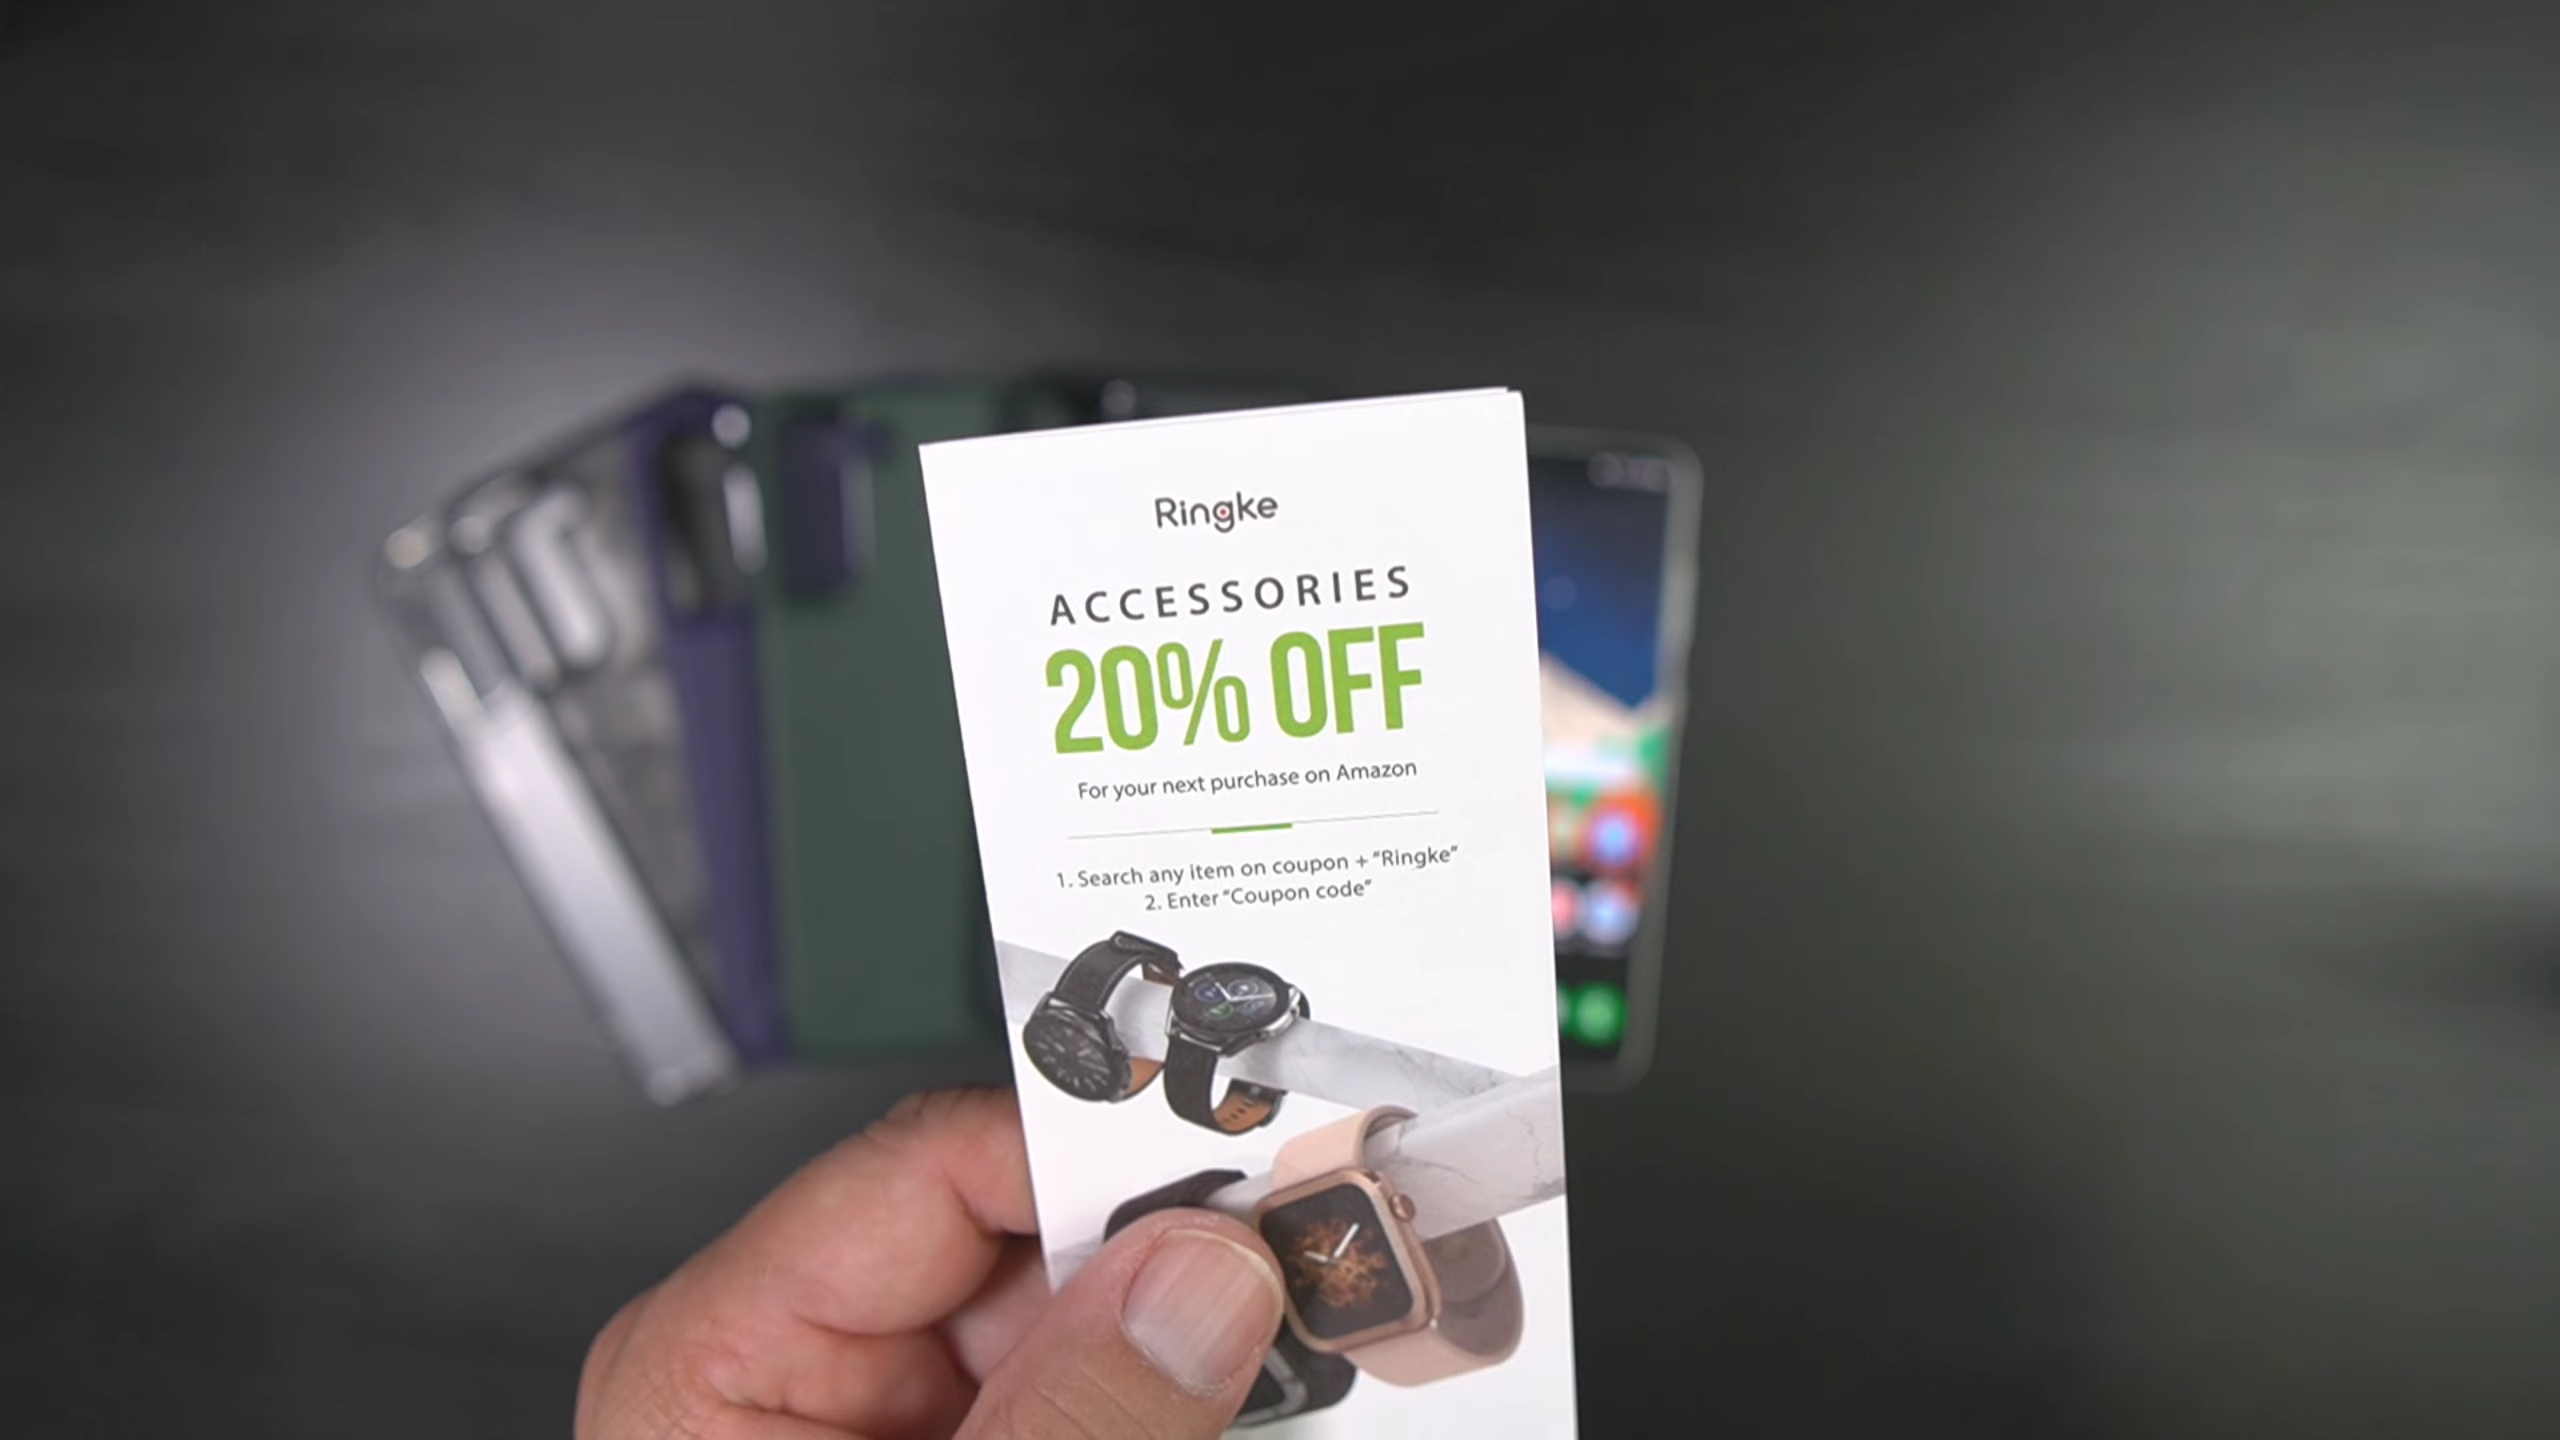 Ringke
ACCESSORIES
20% OFF
For your next purchase on Amazon
1. Search any item on coupon + "Ringke"
2. Enter "Coupon code"